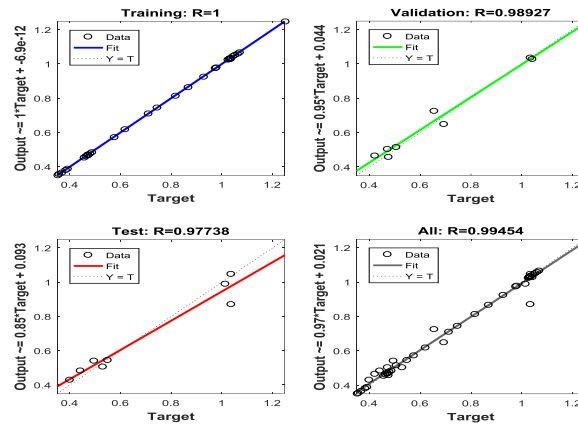 Training: R=1
Output ~= 1*Target + -6.9e-12
Data
Fit
Y = T
0.4
0.6
0.8
1
1.2
0.4
0.6
0.8
1
1.2
Target
Validation: R=0.98927
Output ~= 0.95*Target + 0.044
Data
Fit
Y = T
0.4
0.6
0.8
1
1.2
0.4
0.6
0.8
1
1.2
Target
Test: R=0.97738
Output ~= 0.85*Target + 0.093
Data
Fit
Y = T
0.4
0.6
0.8
1
1.2
0.4
0.6
0.8
1
1.2
Target
All: R=0.99454
Output ~= 0.97*Target + 0.021
Data
Fit
Y = T
0.4
0.6
0.8
1
1.2
0.4
0.6
0.8
1
1.2
Target